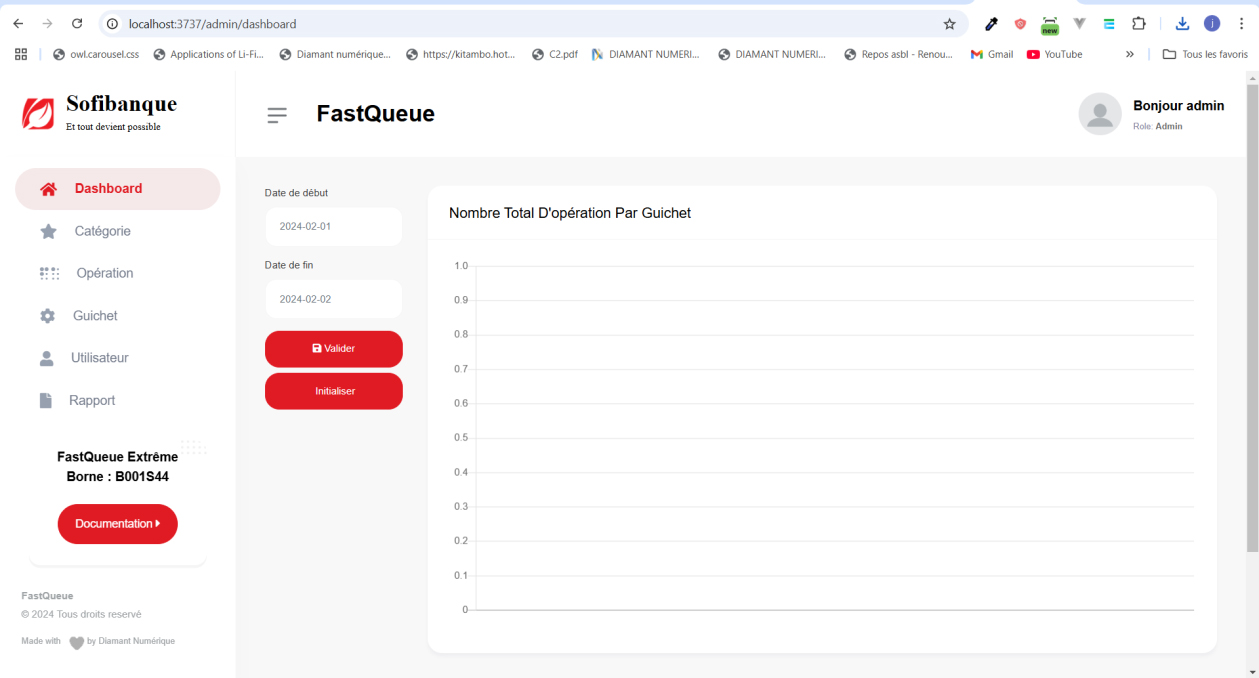 localhost:3737/admin/dashboard
new
i
owl.carousel.css
Applications of Li-Fi...
Diamant numérique...
https://kitambo.hot...
C2.pdf
DIAMANT NUMERI...
DIAMANT NUMERI...
Repos asbl - Renou...
Gmail
YouTube
»
Tous les favoris
Sofibanque
Et tout devient possible
FastQueue
Bonjour admin
Role: Admin
Dashboard
Catégorie
Opération
Guichet
Utilisateur
Rapport
FastQueue Extrême
Borne : B001S44
Documentation
FastQueue
© 2024 Tous droits reservé
Made with by Diamant Numérique
Date de début
2024-02-01
Date de fin
2024-02-02
Valider
Initialiser
Nombre Total D'opération Par Guichet
1.0
0.9
0.8
0.7
0.6
0.5
0.4
0.3
0.2
0.1
0